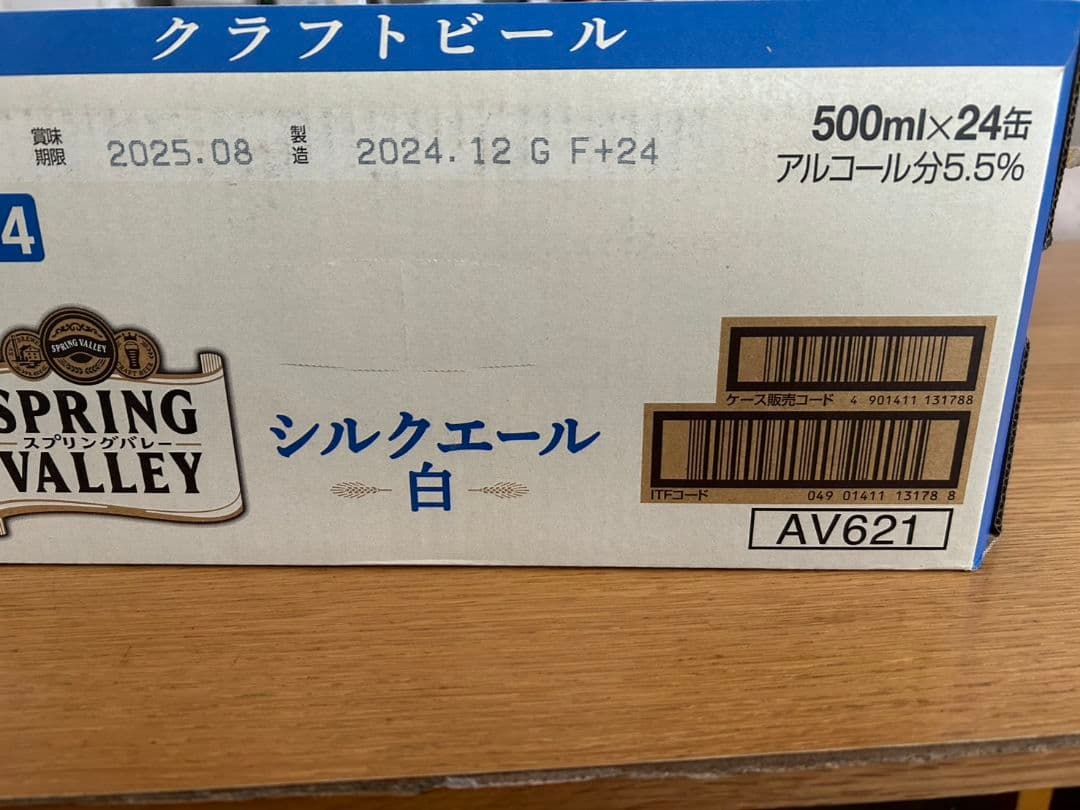 クラフトビール
賞味期限 2025.08 製造 2024.12 G F+24
500ml×24缶
アルコール分5.5%
4
SPRING VALLEY
SPRING
スプリングバレー
VALLEY
シルクエール
白
ケース販売コード 4 901411 131788
ITFコード 049 01411 13178 8
AV621